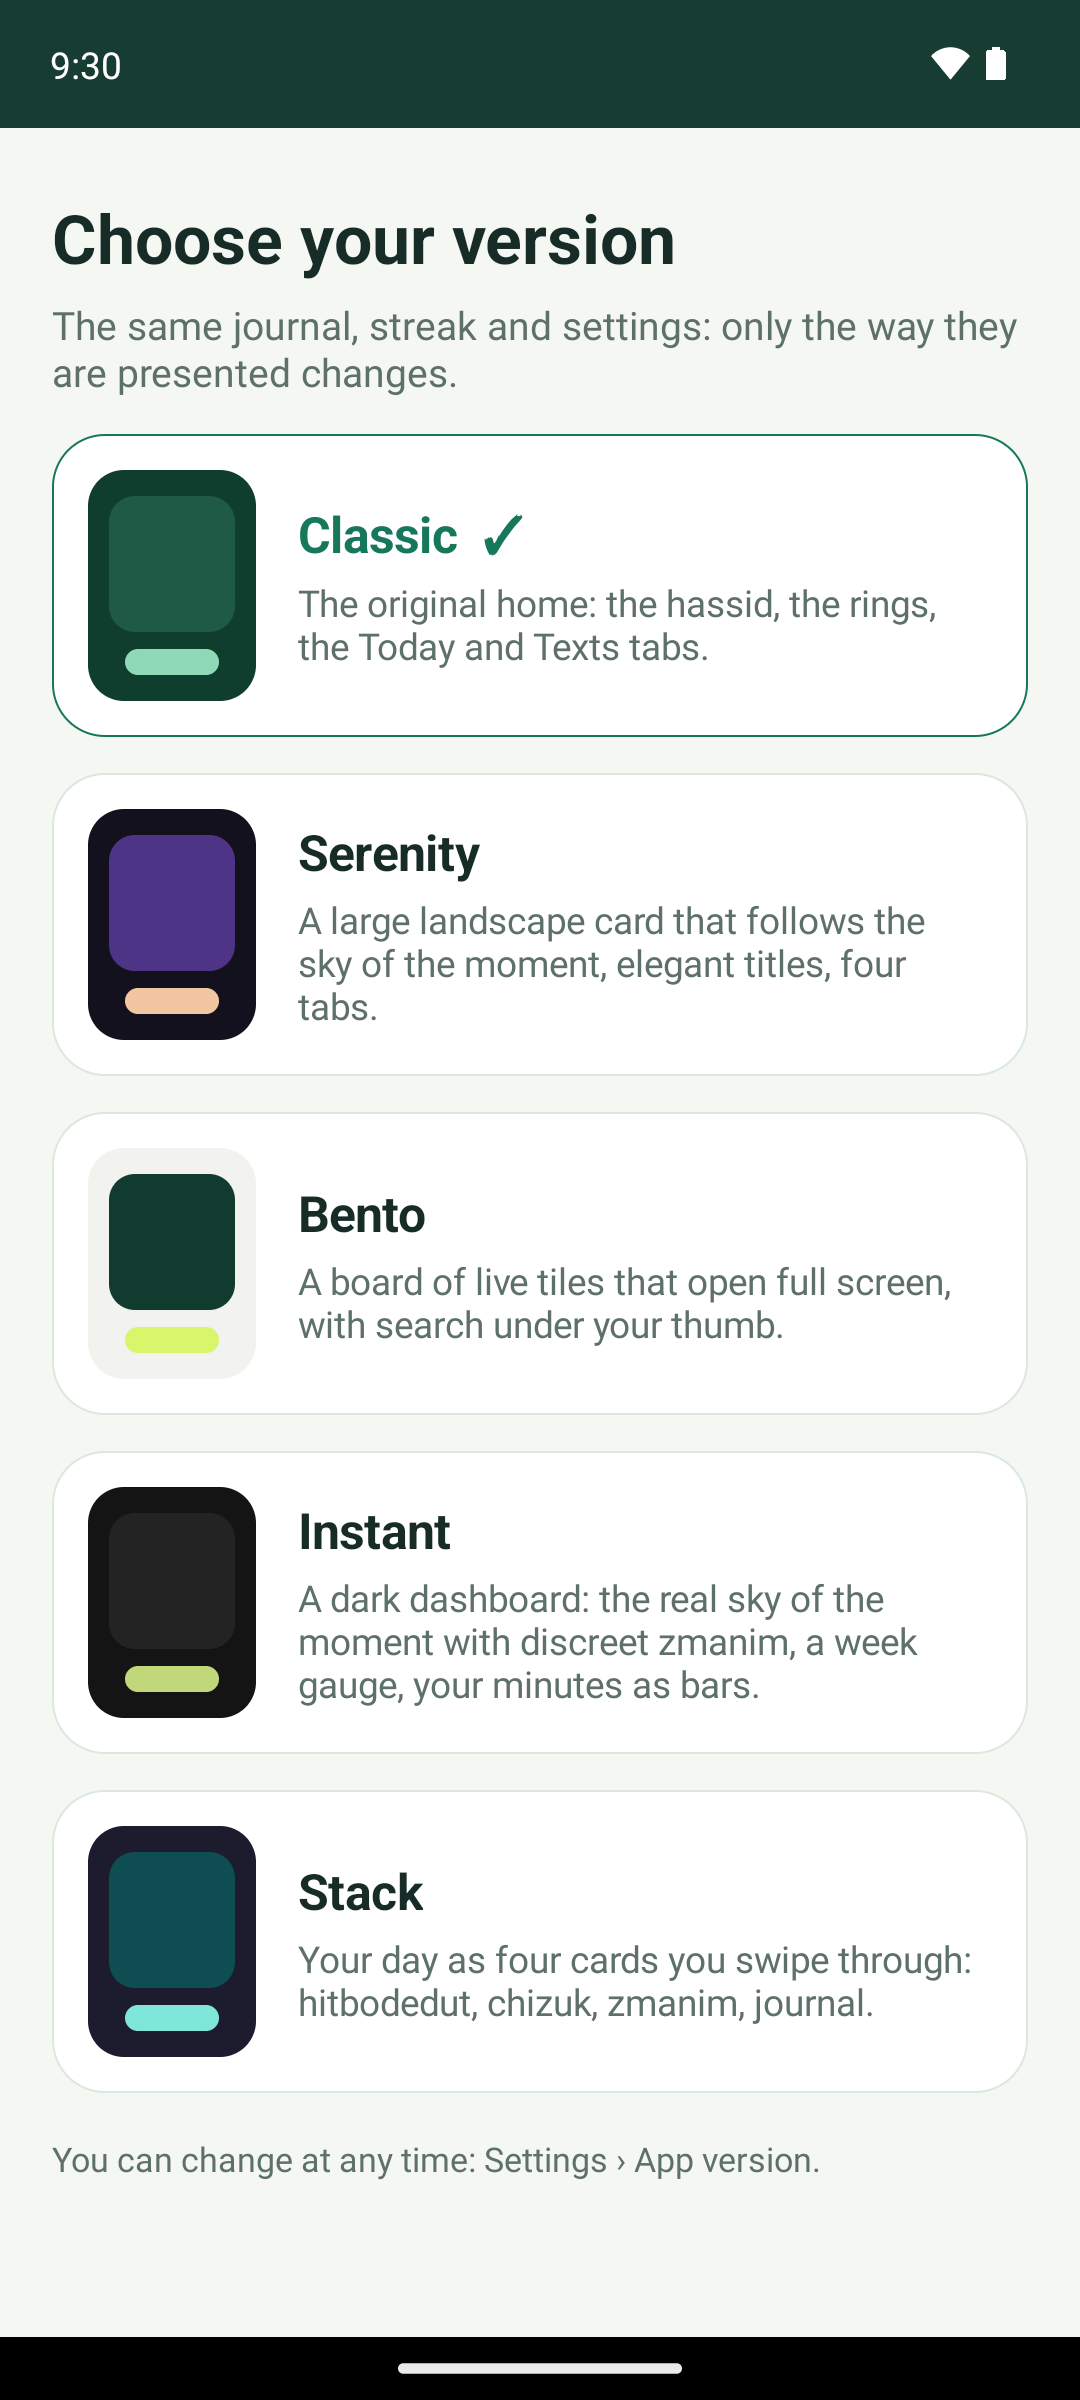 9:30
Choose your version
The same journal, streak and settings: only the way they
are presented changes.
Classic ✓
The original home: the hassid, the rings,
the Today and Texts tabs.
Serenity
A large landscape card that follows the
sky of the moment, elegant titles, four
tabs.
Bento
A board of live tiles that open full screen,
with search under your thumb.
Instant
A dark dashboard: the real sky of the
moment with discreet zmanim, a week
gauge, your minutes as bars.
Stack
Your day as four cards you swipe through:
hitbodedut, chizuk, zmanim, journal.
You can change at any time: Settings › App version.